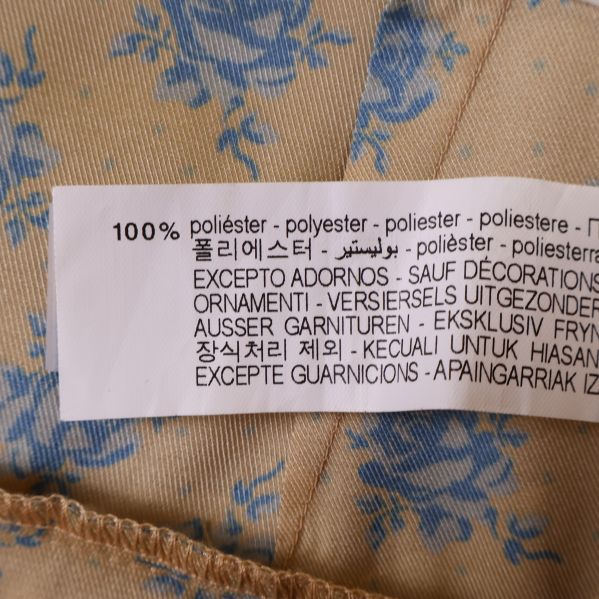 100% poliéster - polyester - poliester - poliestere - П
폴리에스터 - بوليستير - polièster - poliesterra
EXCEPTO ADORNOS - SAUF DÉCORATIONS
ORNAMENTI - VERSIERSELS UITGEZONDER
AUSSER GARNITUREN - EKSKLUSIV FRYN
장식처리 제외 - KECUALI UNTUK HIASAN
EXCEPTE GUARNICIONS - APAINGARRIAK IZ